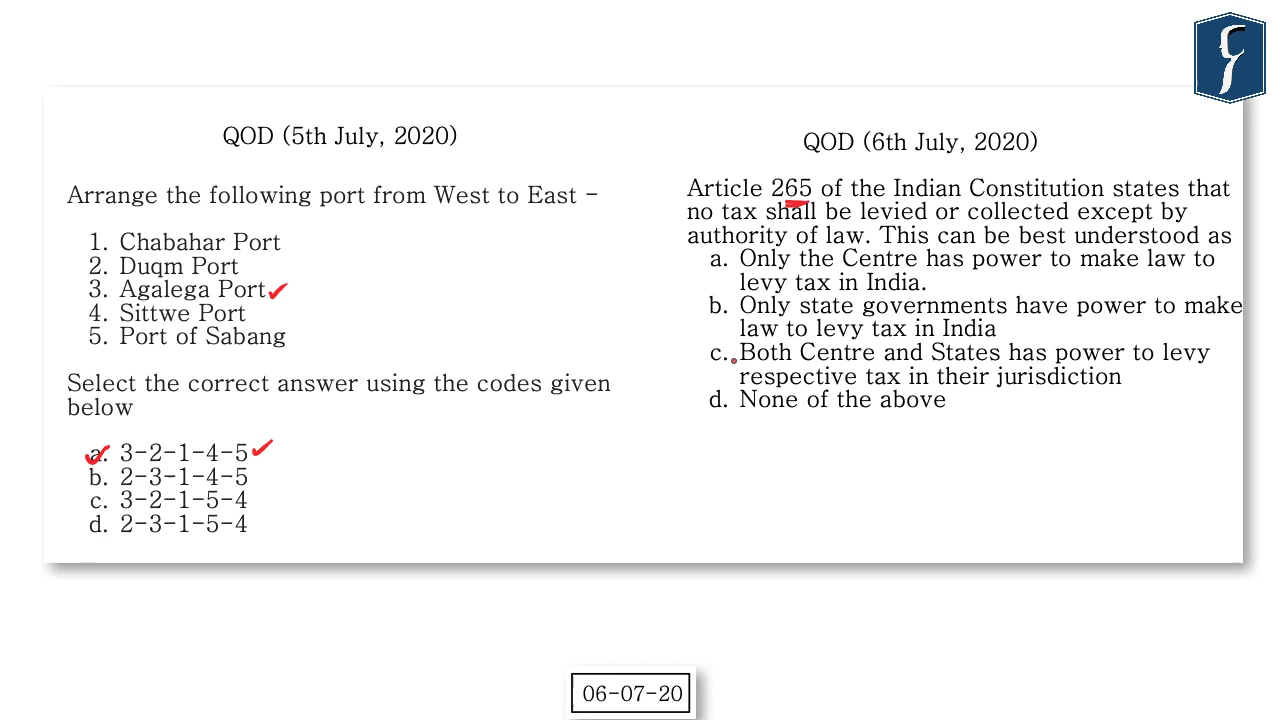 QOD (5th July, 2020)
Arrange the following port from West to East -
1. Chabahar Port
2. Duqm Port
3. Agalega Port
4. Sittwe Port
5. Port of Sabang
Select the correct answer using the codes given
below
a. 3-2-1-4-5
b. 2-3-1-4-5
c. 3-2-1-5-4
d. 2-3-1-5-4
QOD (6th July, 2020)
Article 265 of the Indian Constitution states that
no tax shall be levied or collected except by
authority of law. This can be best understood as
a. Only the Centre has power to make law to
levy tax in India.
b. Only state governments have power to make
law to levy tax in India
c. Both Centre and States has power to levy
respective tax in their jurisdiction
d. None of the above
06-07-20